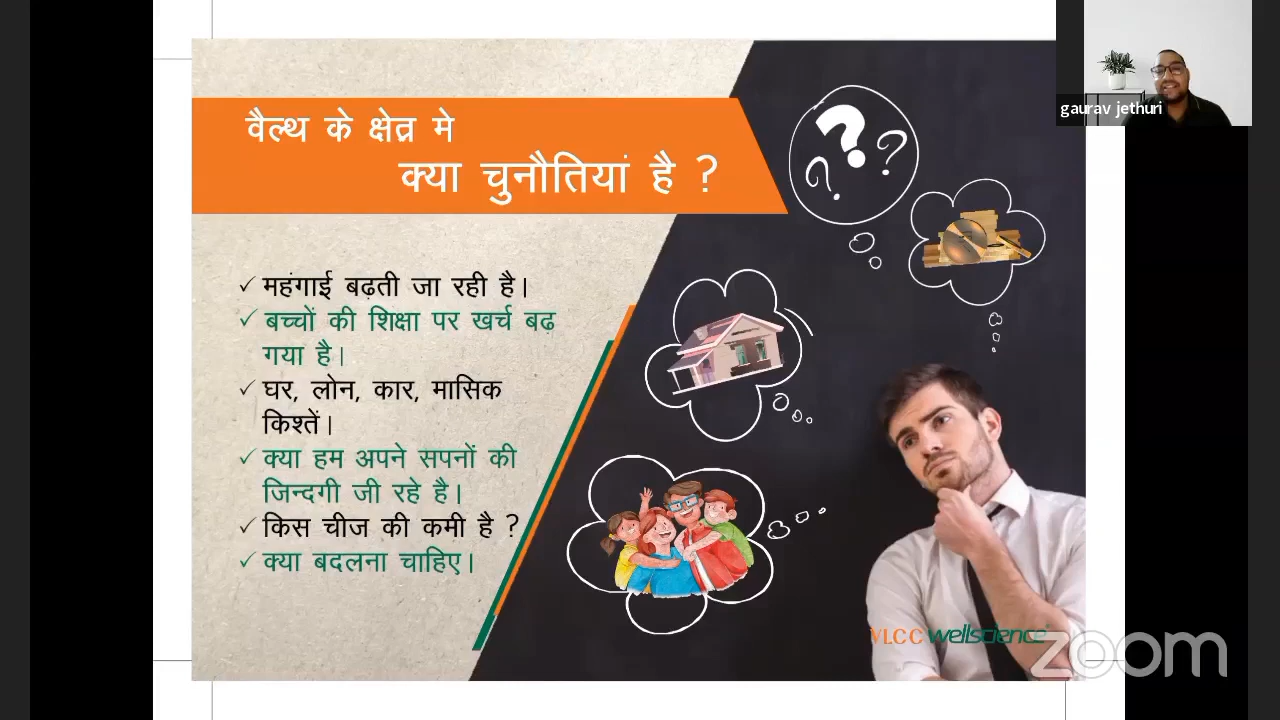 वैल्थ के क्षेत्र मे
क्या चुनौतियां है ?
महंगाई बढ़ती जा रही है।
बच्चों की शिक्षा पर खर्च बढ़
गया है।
घर, लोन, कार, मासिक
किश्तें।
क्या हम अपने सपनों की
जिन्दगी जी रहे है।
किस चीज की कमी है ?
क्या बदलना चाहिए।
? ? ?
gaurav jethuri
VLCC wellscience
zoom